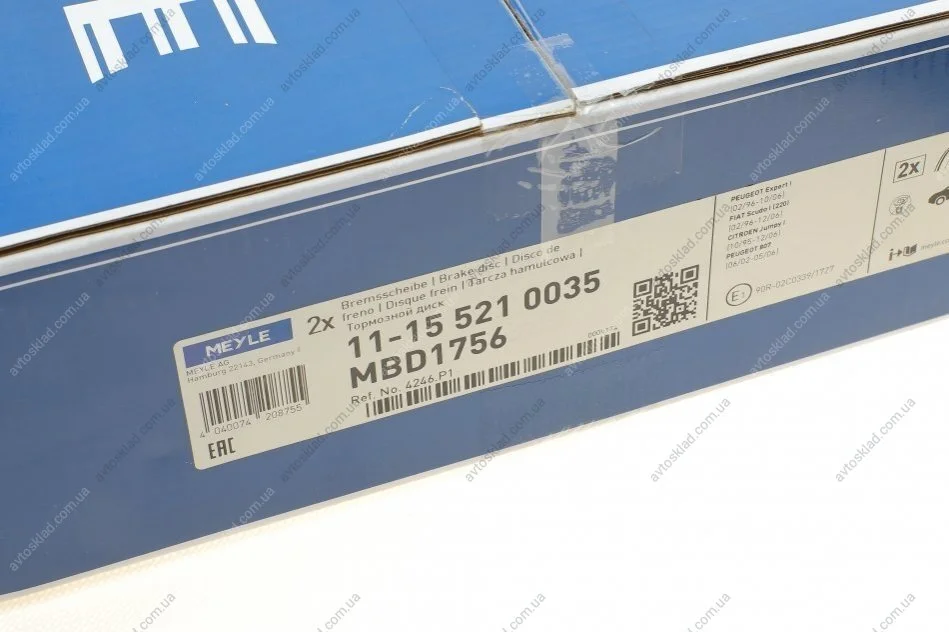 MEYLE
MEYLE AG
Hamburg 22143, Germany
4 040074 208755
EAC
2x
Bremsscheibe | Brake disc | Disco de
freno | Disque frein | Tarcza hamulcowa |
Тормозной диск
11-15 521 0035
MBD1756
Ref. No. 4246.P1
PEUGEOT Expert I
(02/96-10/06)
FIAT Scudo I (220)
(02/96-12/06)
CITROEN Jumpy I
(10/95-12/06)
PEUGEOT 807
(06/02-05/06)
E1
90R-02C0339/1727
2x
avtosklad.com.ua